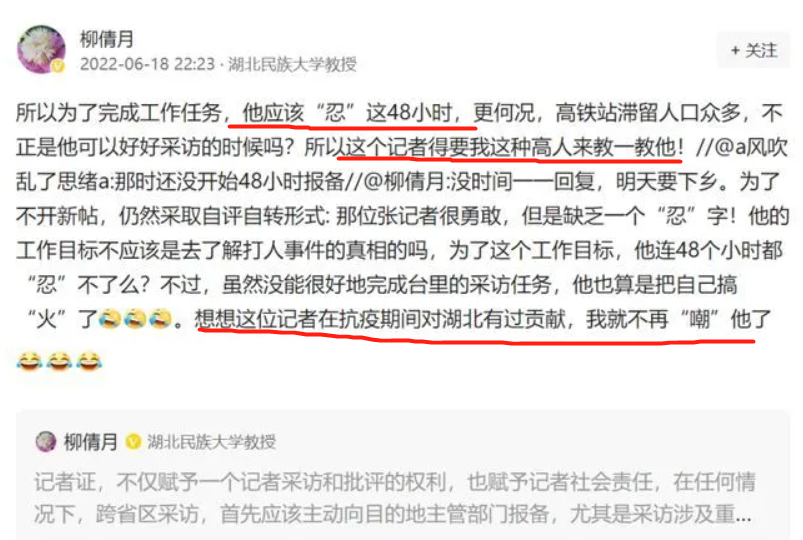 柳倩月
2022-06-18 22:23 · 湖北民族大学教授
+ 关注
所以为了完成工作任务，他应该“忍”这48小时，更何况，高铁站滞留人口众多，不
正是他可以好好采访的时候吗？所以这个记者得要我这种高人来教一教他！//@a风吹
乱了思绪a:那时还没开始48小时报备//@柳倩月:没时间一一回复，明天要下乡。为了
不开新帖，仍然采取自评自转形式: 那位张记者很勇敢，但是缺乏一个“忍”字！他的
工作目标不应该是去了解打人事件的真相的吗，为了这个工作目标，他连48个小时都
“忍”不了么？不过，虽然没能很好地完成台里的采访任务，他也算是把自己搞
“火”了🤣🤣🤣。想想这位记者在抗疫期间对湖北有过贡献，我就不再“嘲”他了
😂😂😂
柳倩月 湖北民族大学教授
记者证，不仅赋予一个记者采访和批评的权利，也赋予记者社会责任，在任何情
况下，跨省区采访，首先应该主动向目的地主管部门报备，尤其是采访涉及重...